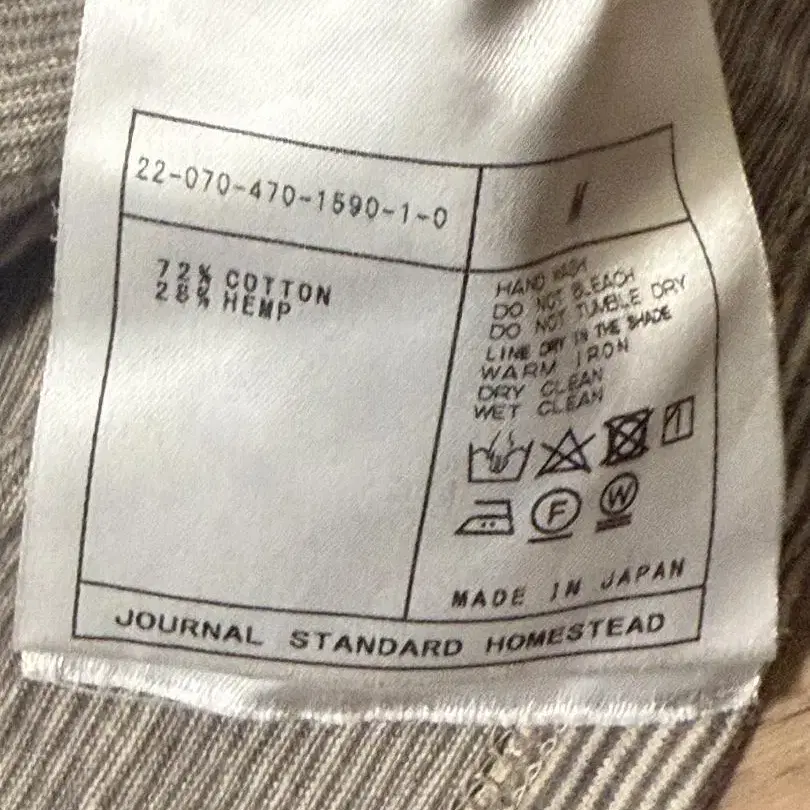 22-070-470-1590-1-0
72% COTTON
28% HEMP
HAND WASH
DO NOT BLEACH
DO NOT TUMBLE DRY
LINE DRY IN THE SHADE
WARM IRON
DRY CLEAN
WET CLEAN
F
W
MADE IN JAPAN
JOURNAL STANDARD HOMESTEAD